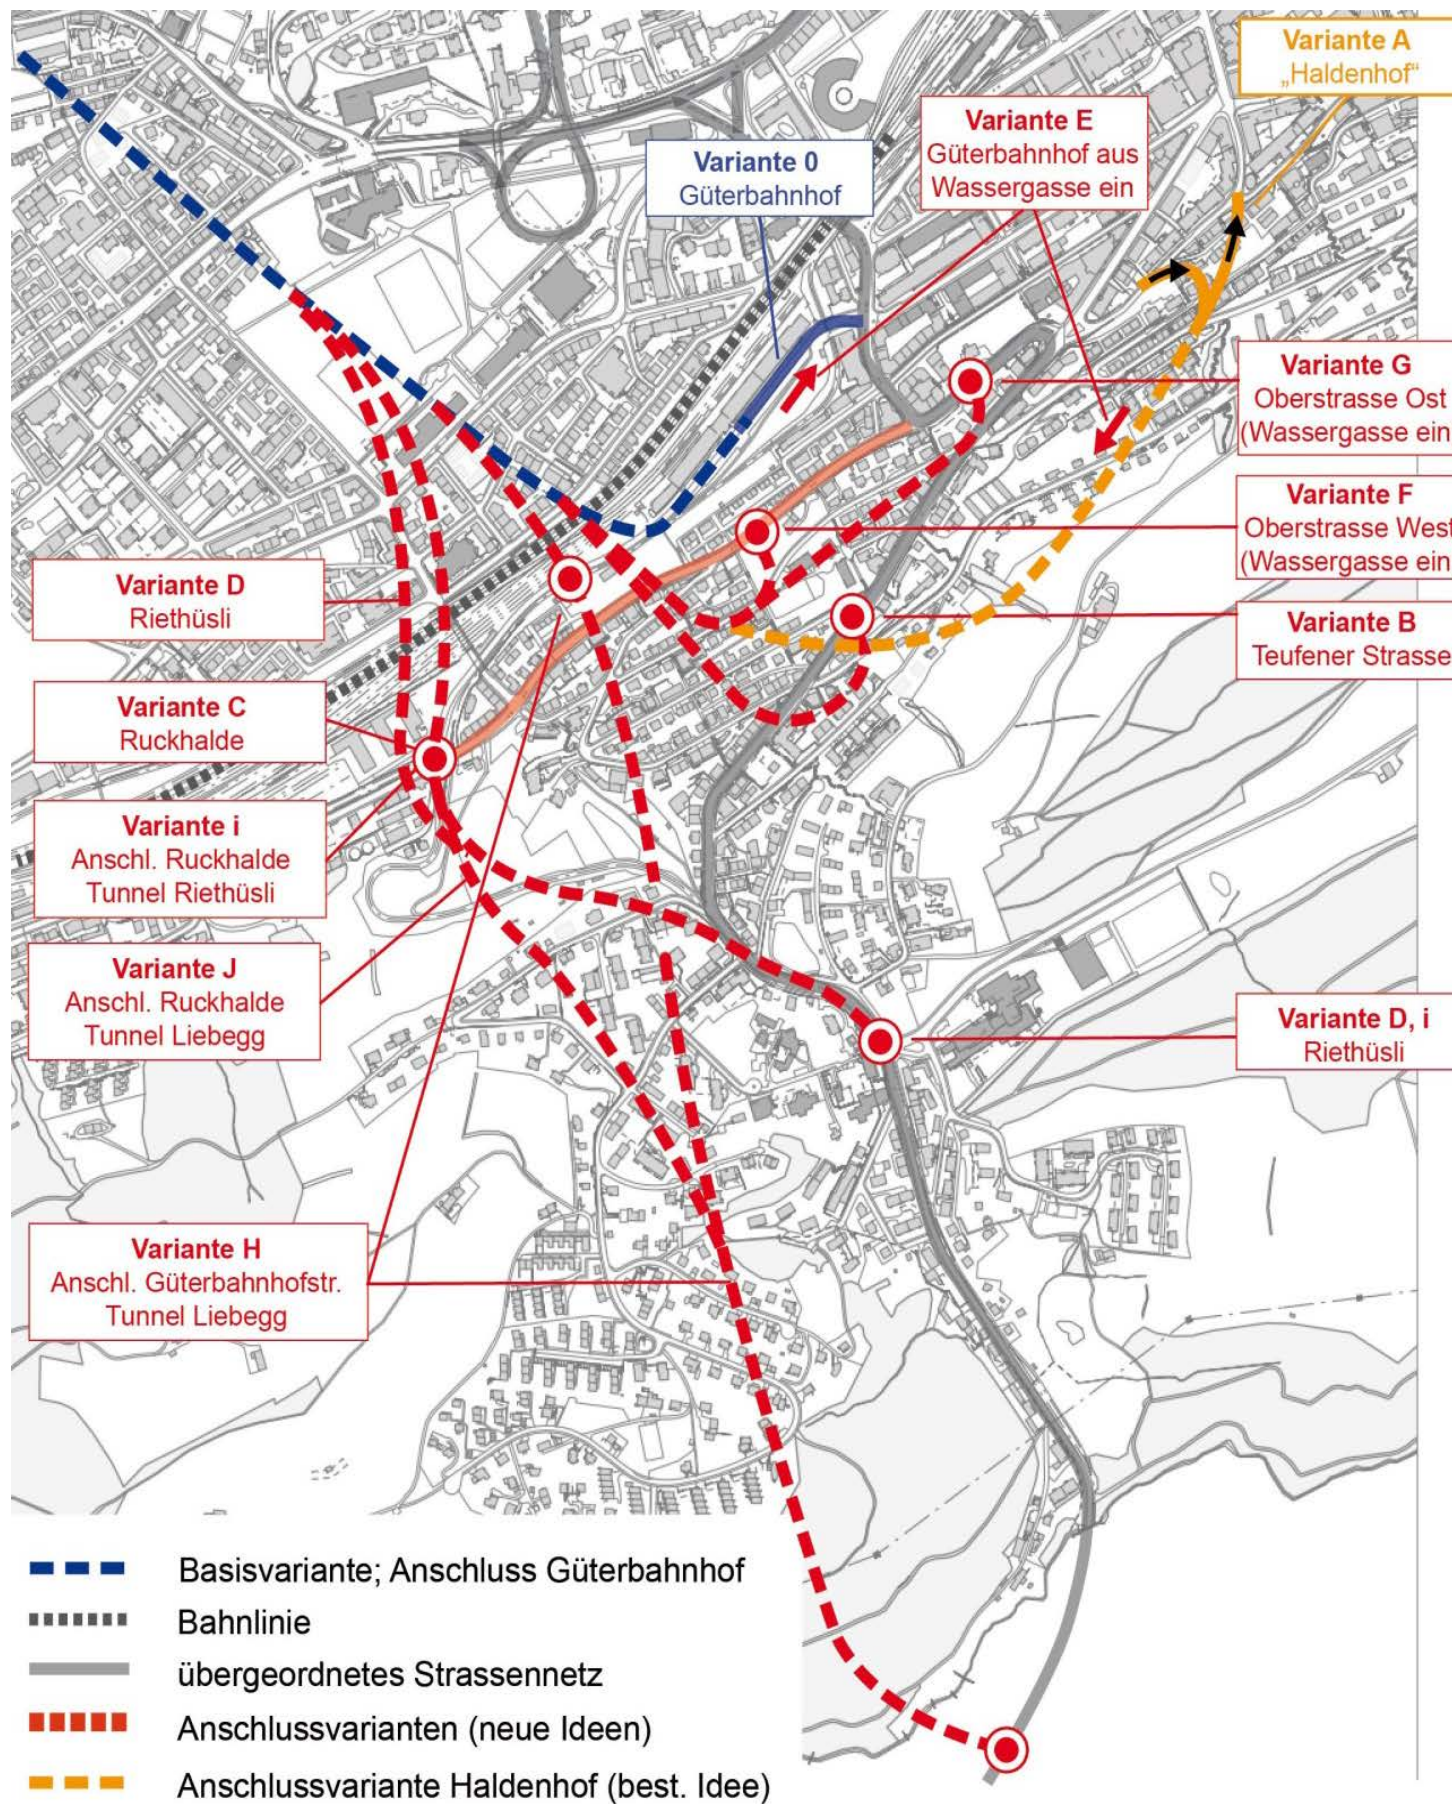 Variante A
„Haldenhof“
Variante E
Güterbahnhof aus
Wassergasse ein
Variante 0
Güterbahnhof
Variante G
Oberstrasse Ost
(Wassergasse ein
Variante F
Oberstrasse West
(Wassergasse ein
Variante D
Riethüsli
Variante B
Teufener Strasse
Variante C
Ruckhalde
Variante i
Anschl. Ruckhalde
Tunnel Riethüsli
Variante J
Anschl. Ruckhalde
Tunnel Liebegg
Variante D, i
Riethüsli
Variante H
Anschl. Güterbahnhofstr.
Tunnel Liebegg
Basisvariante; Anschluss Güterbahnhof
Bahnlinie
übergeordnetes Strassennetz
Anschlussvarianten (neue Ideen)
Anschlussvariante Haldenhof (best. Idee)